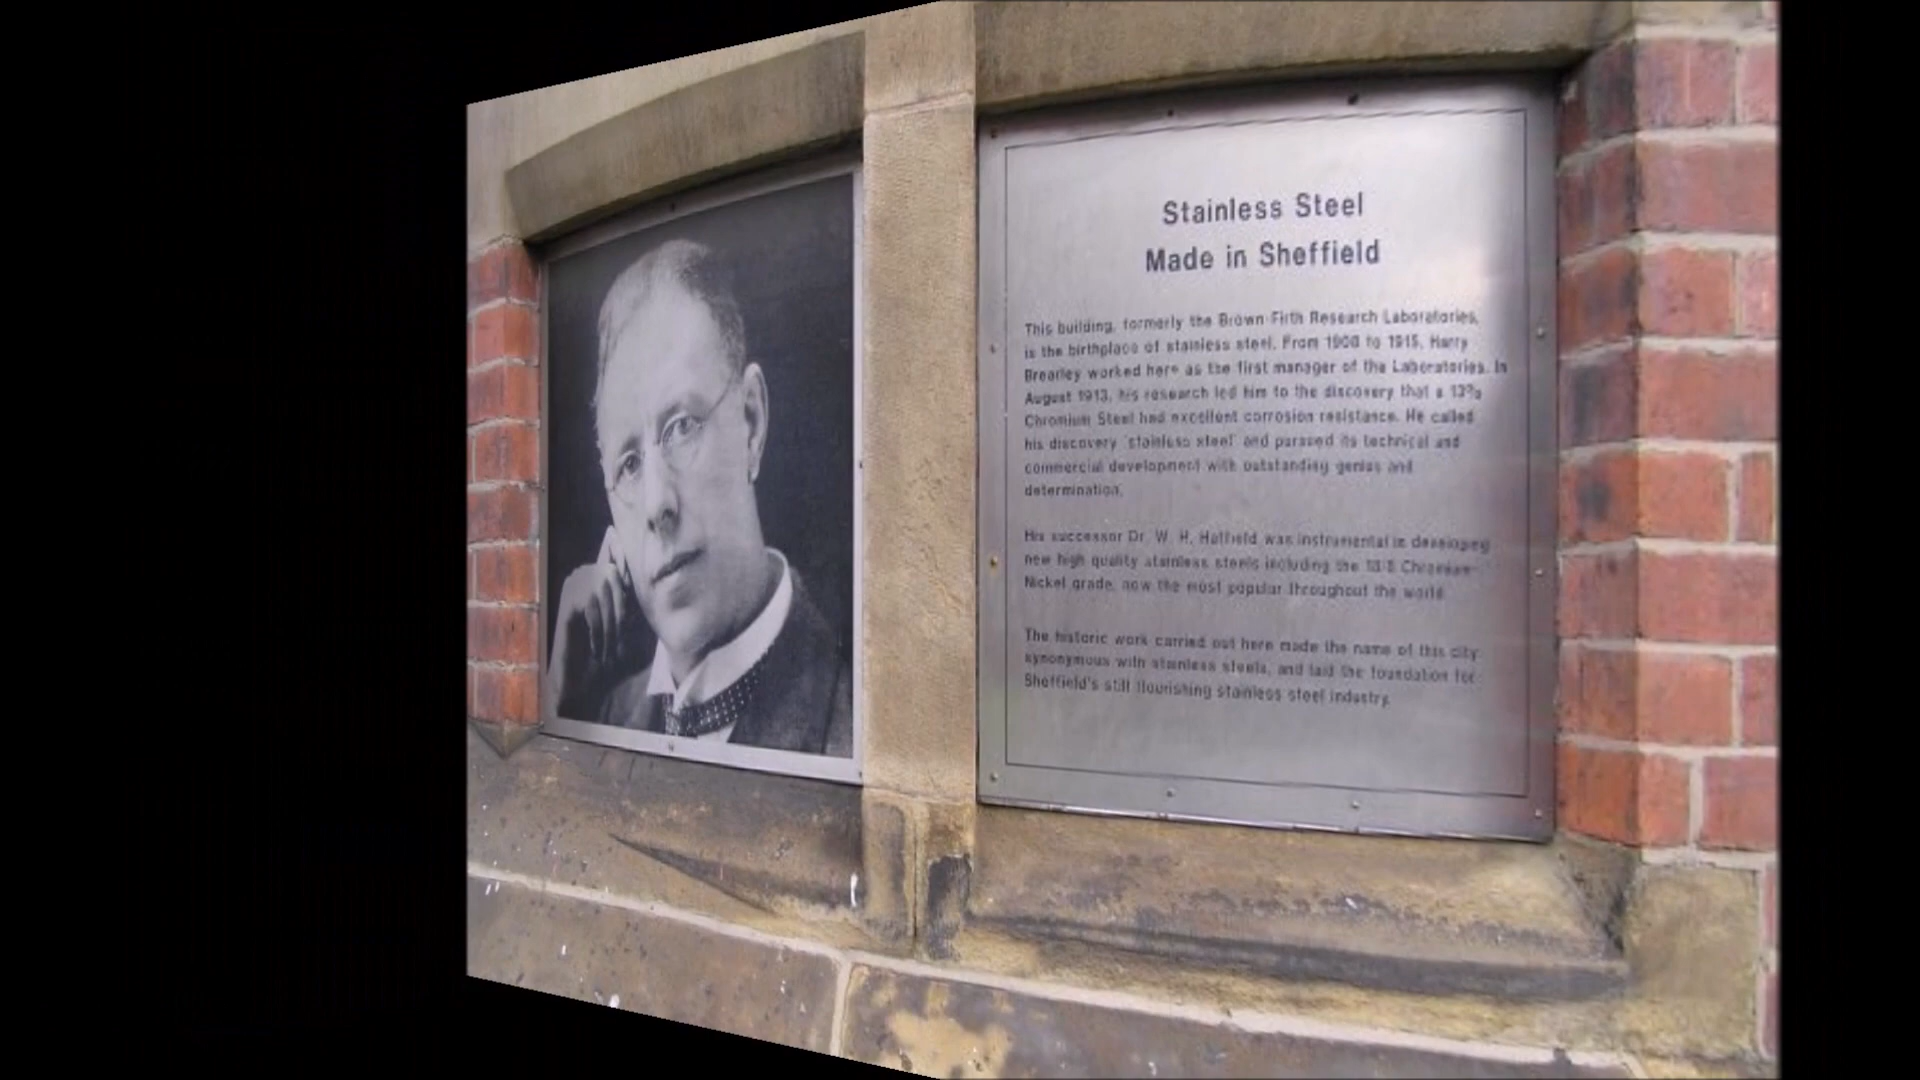 Stainless Steel
Made in Sheffield
This building, formerly the Brown Firth Research Laboratories,
is the birthplace of stainless steel. From 1908 to 1915, Harry
Brearley worked here as the first manager of the Laboratories. In
August 1913, his research led him to the discovery that a 13%
Chromium Steel had excellent corrosion resistance. He called
his discovery 'stainless steel' and pursued its technical and
commercial development with outstanding genius and
determination.
His successor Dr. W. H. Hatfield was instrumental in developing
new high quality stainless steels including the 18/8 Chromium-
Nickel grade, now the most popular throughout the world.
The historic work carried out here made the name of this city
synonymous with stainless steels, and laid the foundation for
Sheffield's still flourishing stainless steel industry.